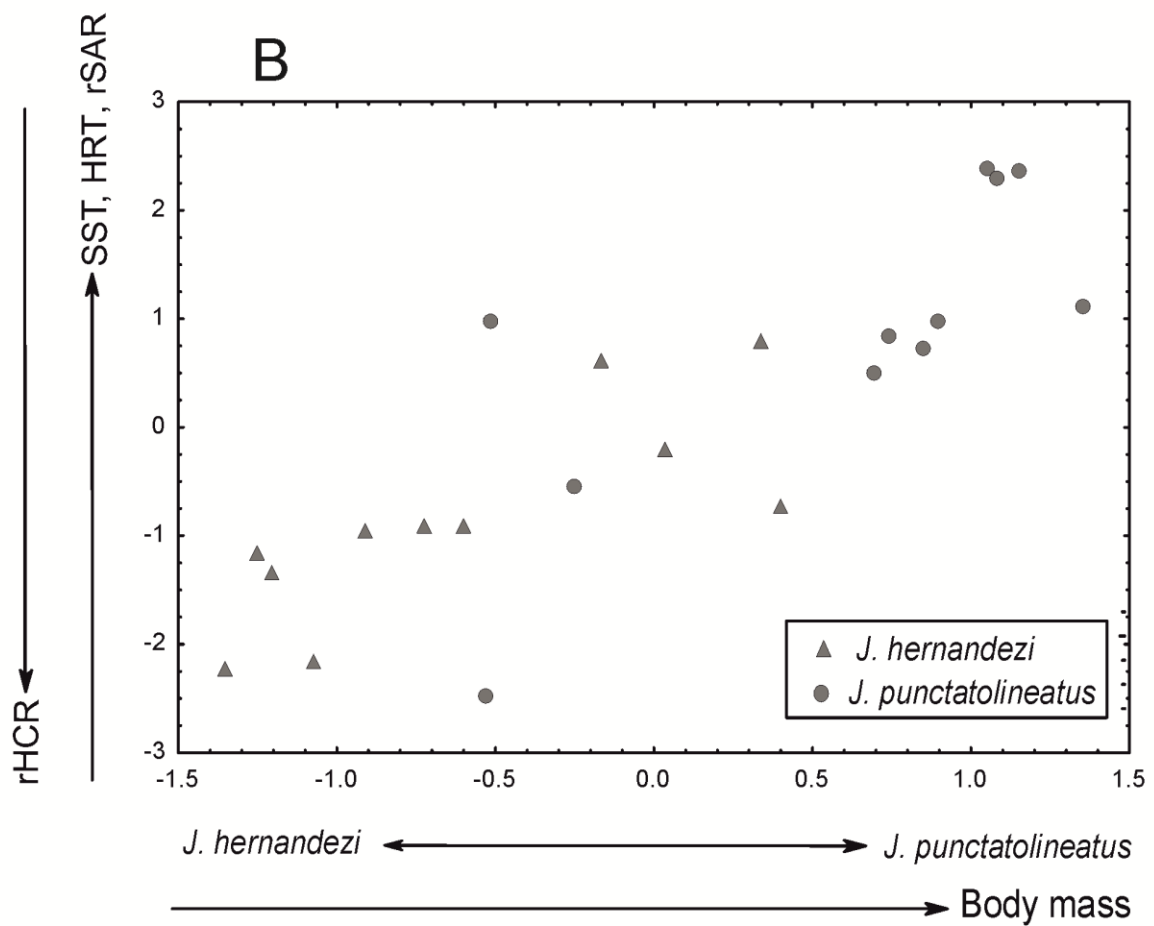 B
SST, HRT, rSAR
rHCR
3
2
1
0
-1
-2
-3
-1.5 -1.0 -0.5 0.0 0.5 1.0 1.5
J. hernandezi
J. punctatolineatus
J. hernandezi J. punctatolineatus
Body mass